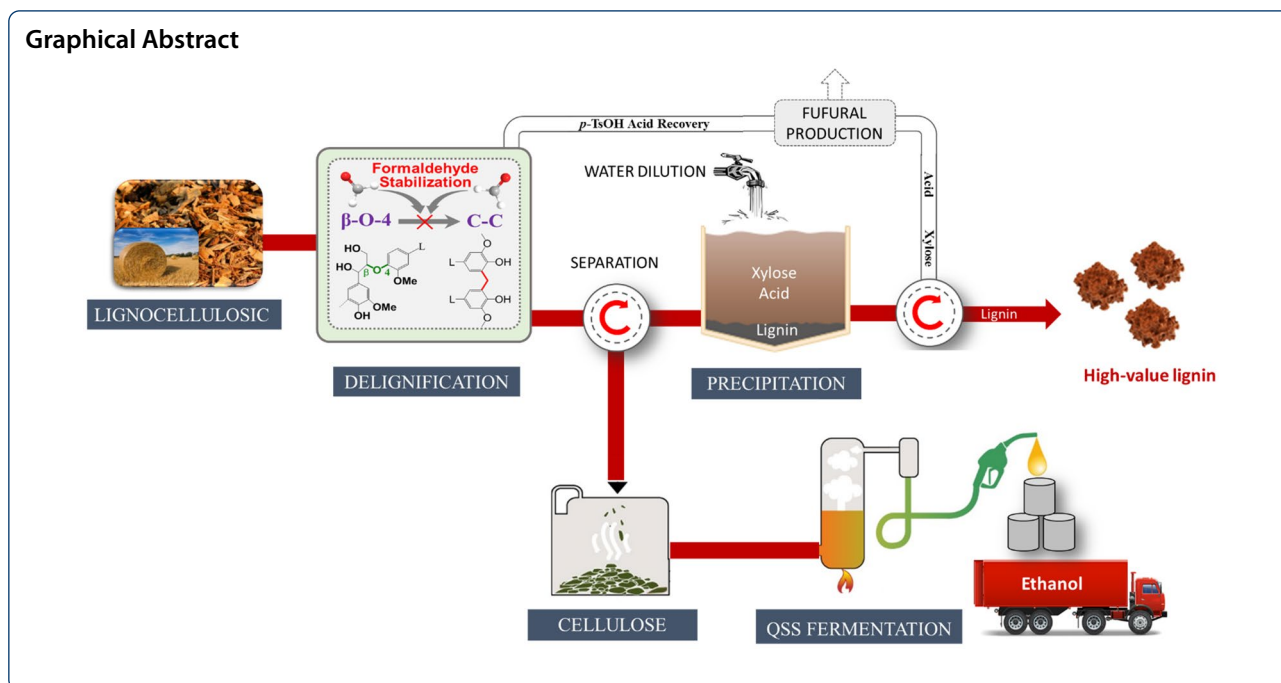 Graphical Abstract
p-TsOH Acid Recovery
FUFURAL
PRODUCTION
Formaldehyde
Stabilization
β-O-4
C-C
HO
HO
β
O
4
L
OMe
OMe
OH
O
L
OH
L
OH
O
WATER DILUTION
Acid
Xylose
SEPARATION
Xylose
Acid
Lignin
Lignin
LIGNOCELLULOSIC
DELIGNIFICATION
PRECIPITATION
High-value lignin
Ethanol
CELLULOSE
QSS FERMENTATION